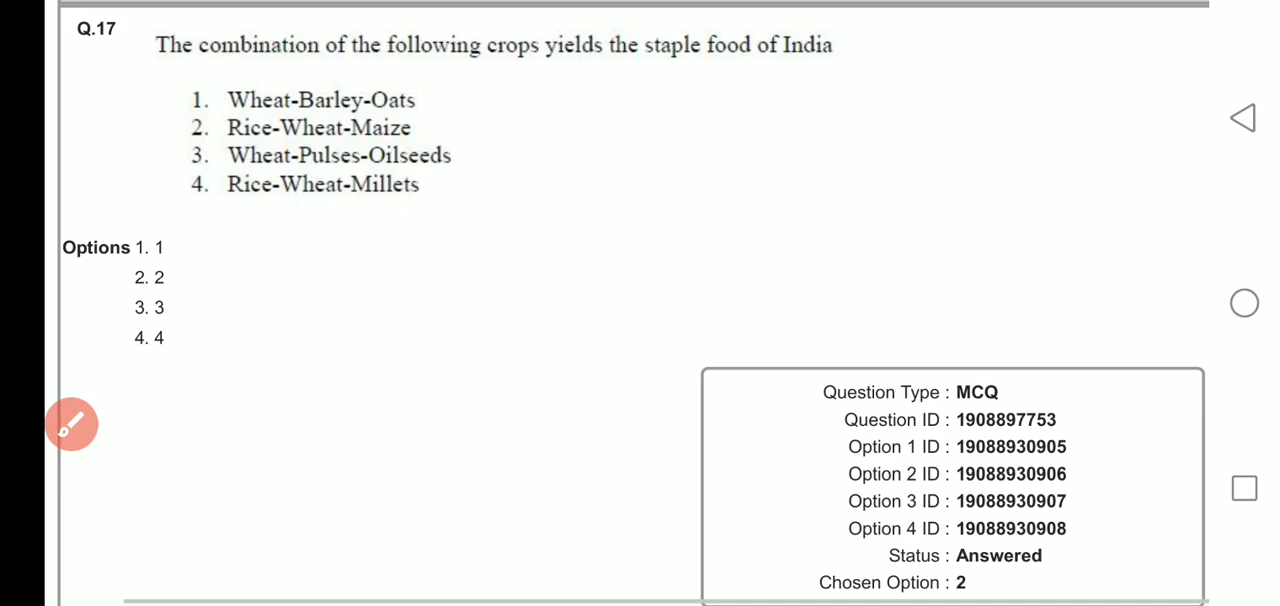 Q.17
The combination of the following crops yields the staple food of India
1. Wheat-Barley-Oats
2. Rice-Wheat-Maize
3. Wheat-Pulses-Oilseeds
4. Rice-Wheat-Millets
Options 1. 1
2. 2
3. 3
4. 4
Question Type : MCQ
Question ID : 1908897753
Option 1 ID : 19088930905
Option 2 ID : 19088930906
Option 3 ID : 19088930907
Option 4 ID : 19088930908
Status : Answered
Chosen Option : 2